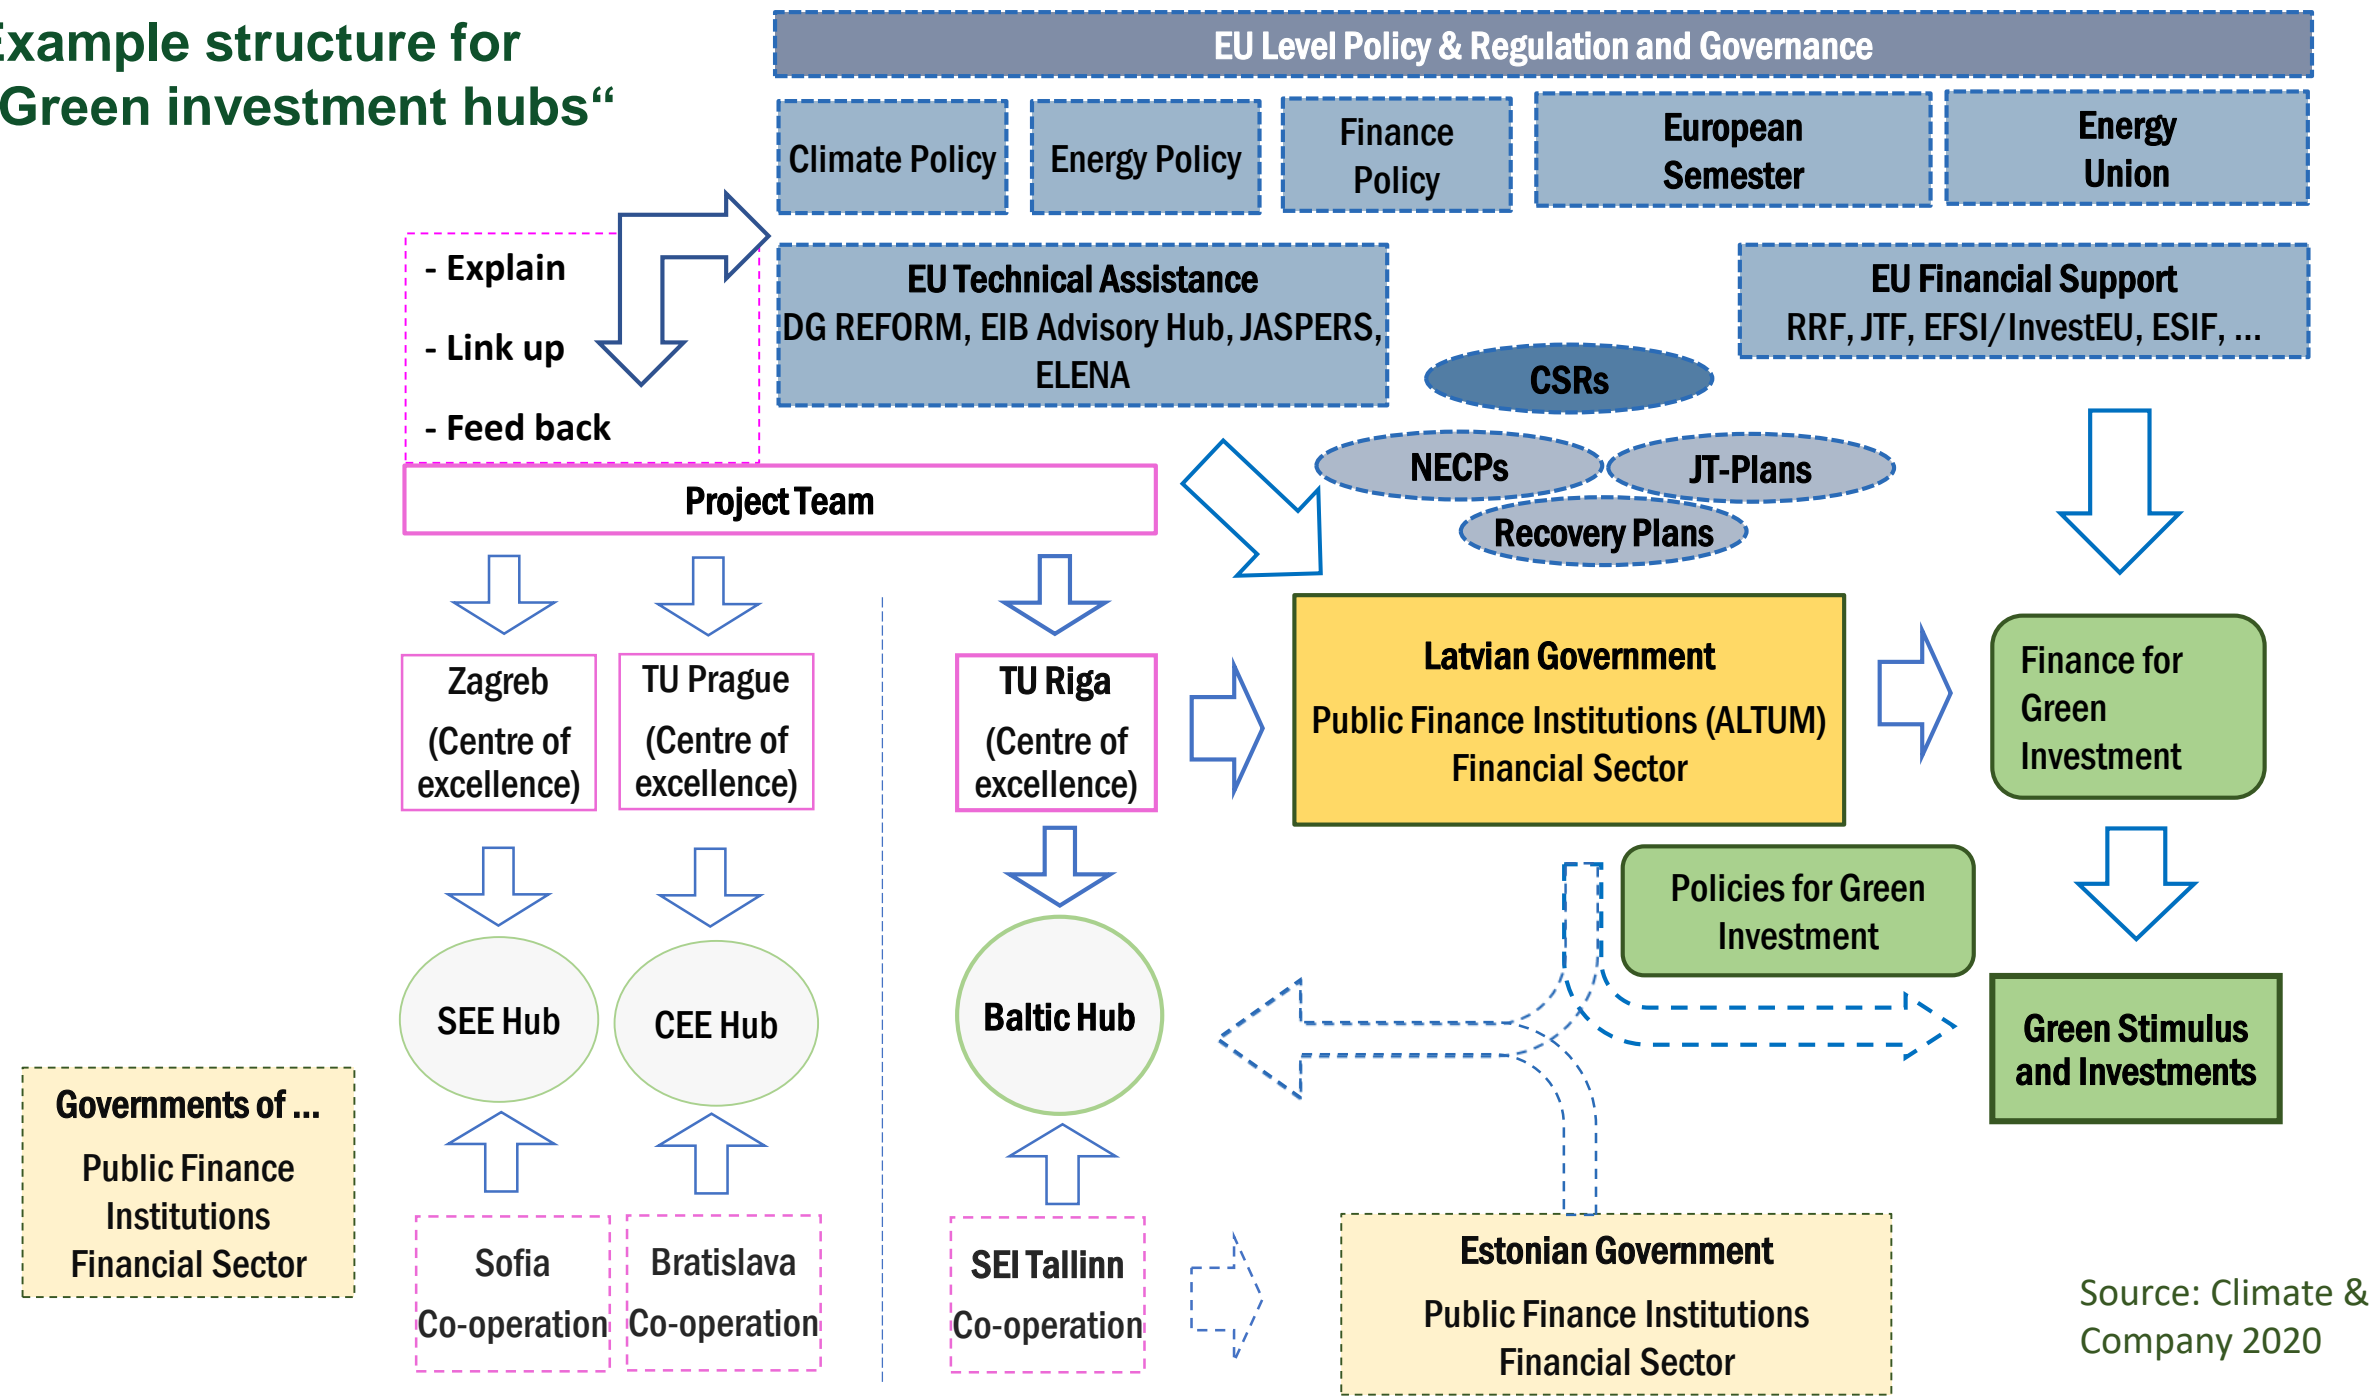 Example structure for
Green investment hubs“
EU Level Policy & Regulation and Governance
Climate Policy
Energy Policy
Finance
Policy
European
Semester
Energy
Union
- Explain
- Link up
- Feed back
EU Technical Assistance
DG REFORM, EIB Advisory Hub, JASPERS,
ELENA
EU Financial Support
RRF, JTF, EFSI/InvestEU, ESIF, ...
CSRs
NECPs
JT-Plans
Recovery Plans
Project Team
Zagreb
(Centre of
excellence)
TU Prague
(Centre of
excellence)
TU Riga
(Centre of
excellence)
Latvian Government
Public Finance Institutions (ALTUM)
Financial Sector
Finance for
Green
Investment
Policies for Green
Investment
SEE Hub
CEE Hub
Baltic Hub
Green Stimulus
and Investments
Governments of ...
Public Finance
Institutions
Financial Sector
Sofia
Co-operation
Bratislava
Co-operation
SEI Tallinn
Co-operation
Estonian Government
Public Finance Institutions
Financial Sector
Source: Climate &
Company 2020